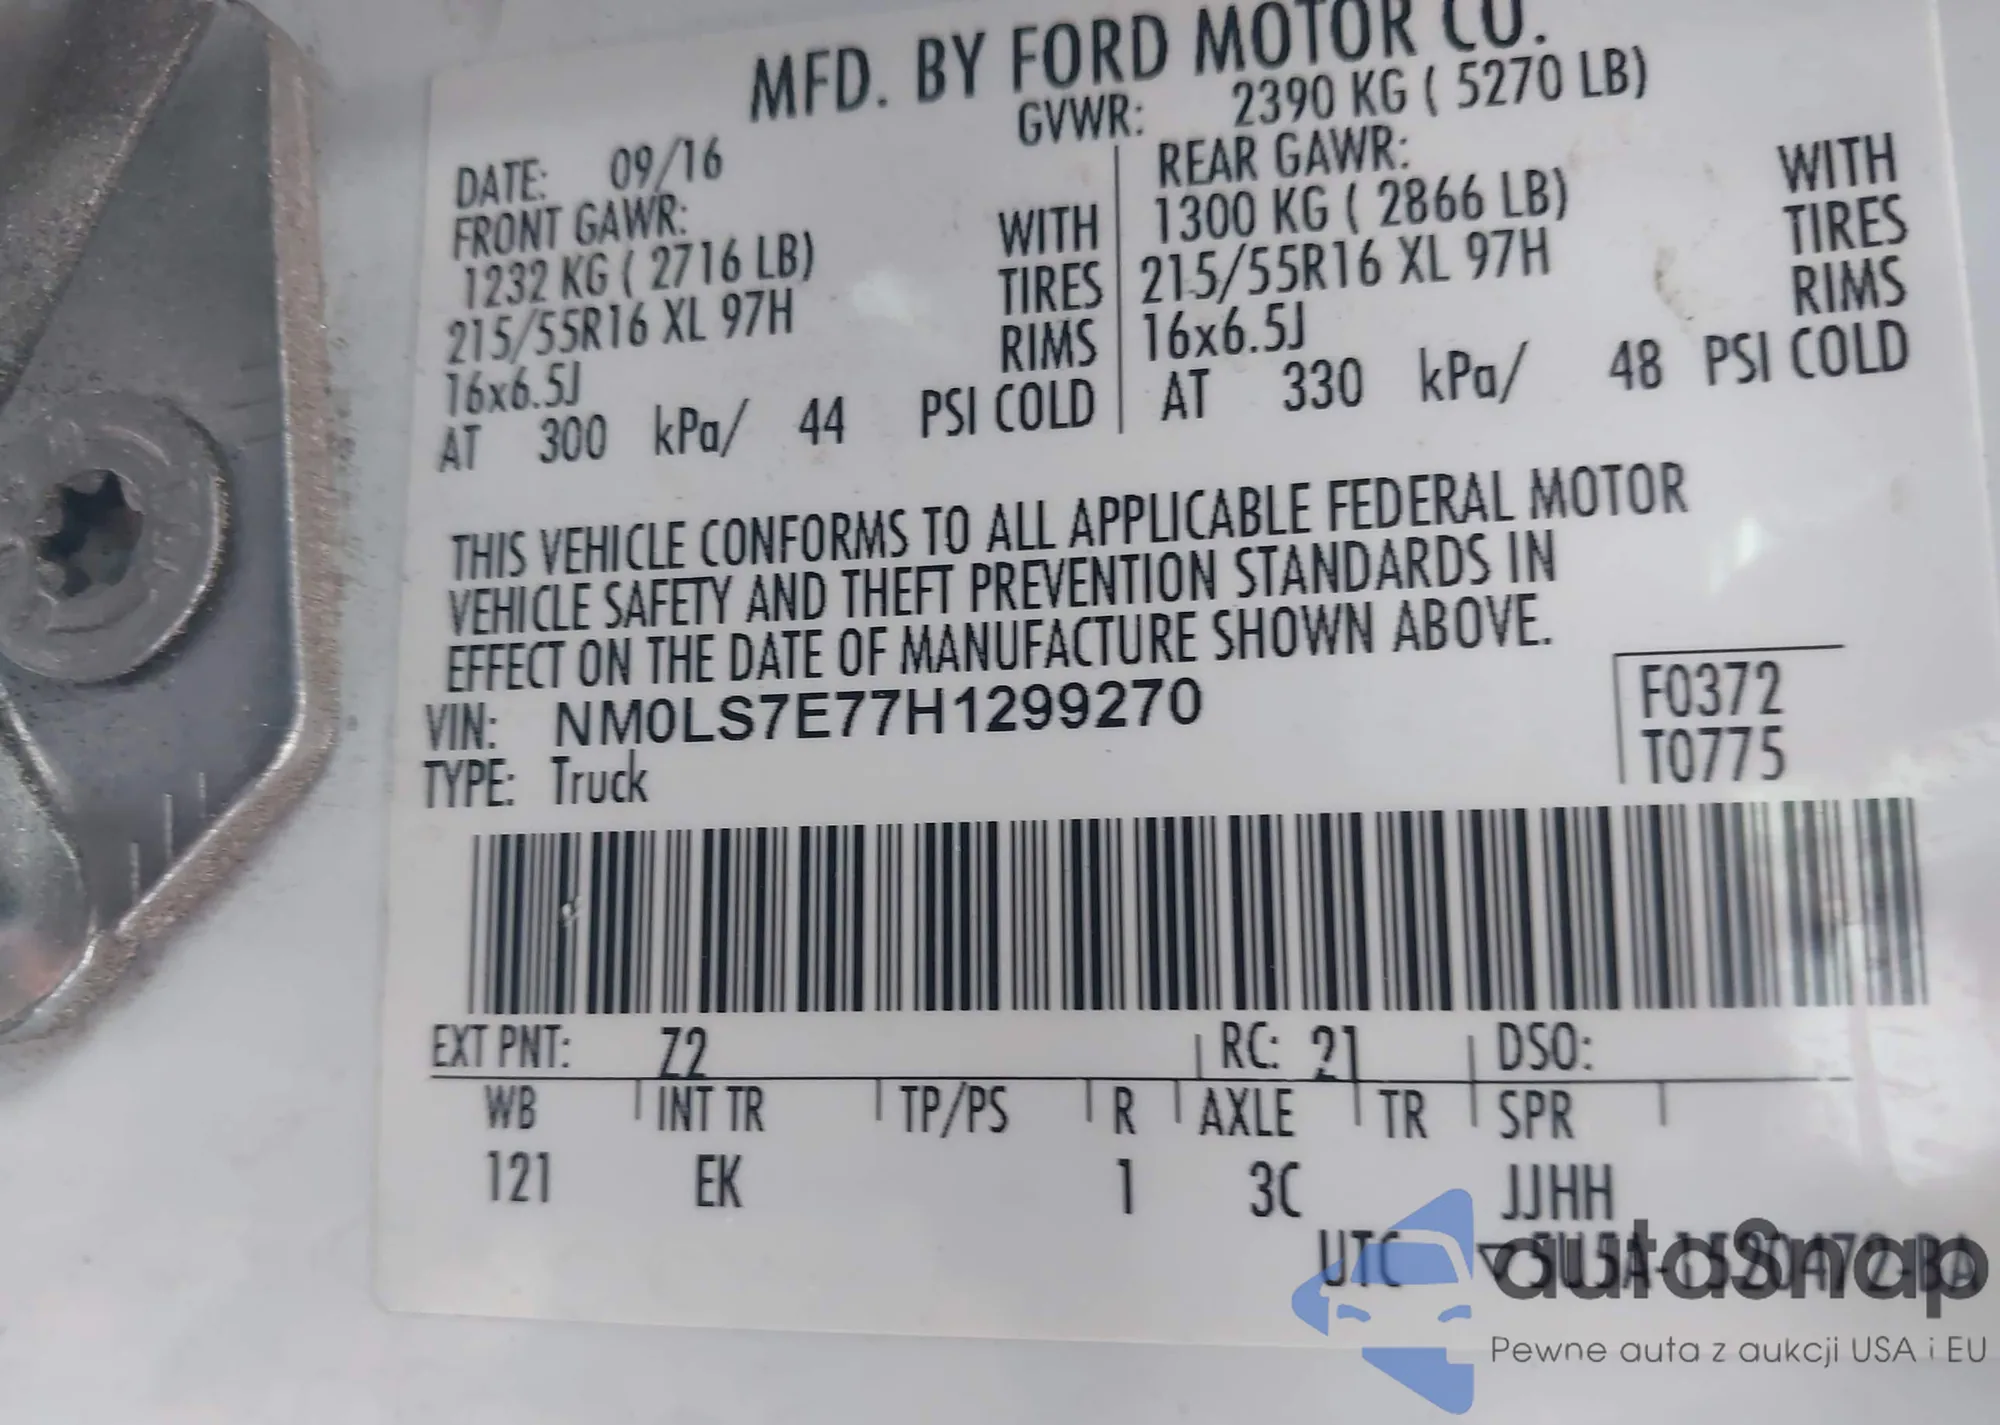 MFD. BY FORD MOTOR CO.
GVWR: 2390 KG ( 5270 LB)
DATE: 09/16
FRONT GAWR:
1232 KG ( 2716 LB) WITH
215/55R16 XL 97H TIRES
16x6.5J RIMS
AT 300 kPa/ 44 PSI COLD
REAR GAWR:
1300 KG ( 2866 LB) WITH
215/55R16 XL 97H TIRES
16x6.5J RIMS
AT 330 kPa/ 48 PSI COLD
THIS VEHICLE CONFORMS TO ALL APPLICABLE FEDERAL MOTOR
VEHICLE SAFETY AND THEFT PREVENTION STANDARDS IN
EFFECT ON THE DATE OF MANUFACTURE SHOWN ABOVE.
VIN: NM0LS7E77H1299270
TYPE: Truck
F0372
T0775
EXT PNT: Z2 RC: 21 DSO:
WB INT TR TP/PS R AXLE TR SPR
121 EK 1 3C JJHH
UTC 5U5A-1520472-BA
autoSnap
Pewne auta z aukcji USA i EU